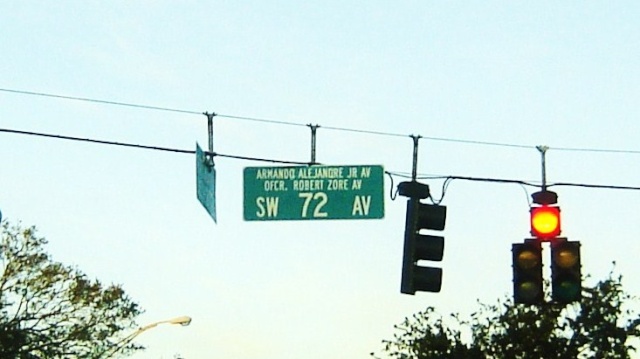 ARMANDO ALEJANDRE JR AV
OFCR. ROBERT ZORE AV
SW 72 AV